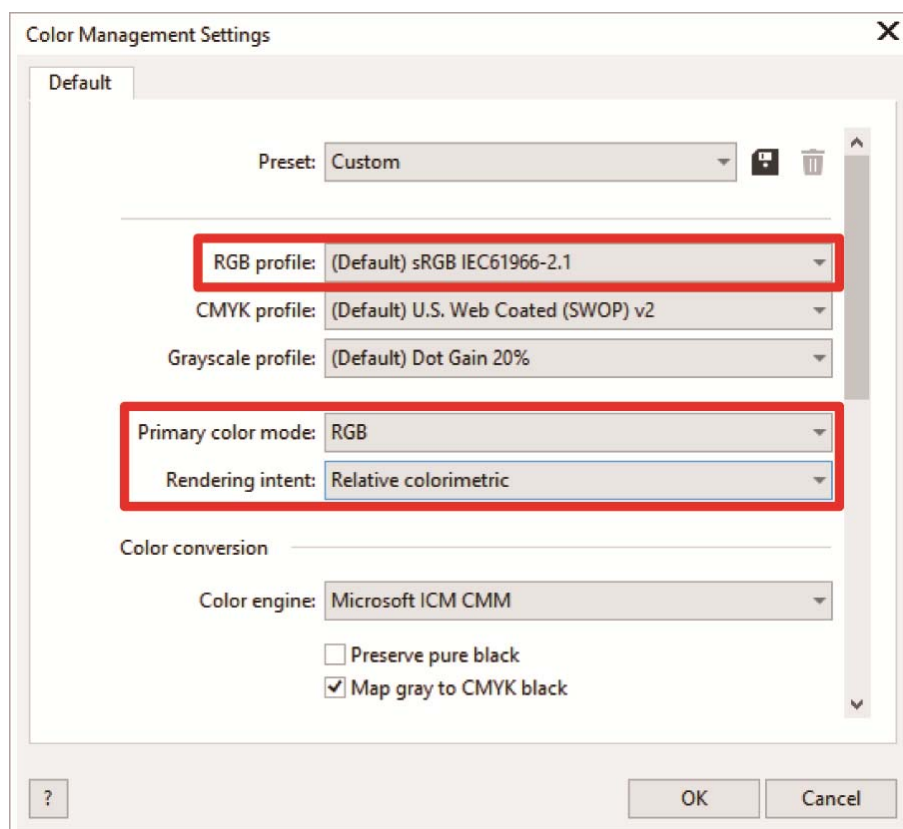 Color Management Settings
Default
Preset: Custom
RGB profile: (Default) sRGB IEC61966-2.1
CMYK profile: (Default) U.S. Web Coated (SWOP) v2
Grayscale profile: (Default) Dot Gain 20%
Primary color mode: RGB
Rendering intent: Relative colorimetric
Color conversion
Color engine: Microsoft ICM CMM
Preserve pure black
Map gray to CMYK black
? OK Cancel